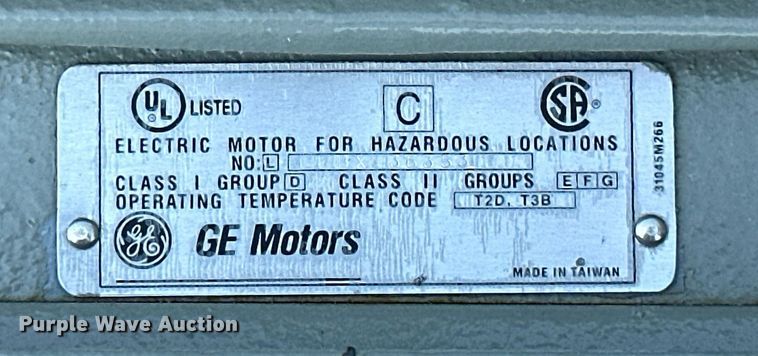 UL LISTED C SA
ELECTRIC MOTOR FOR HAZARDOUS LOCATIONS
NO: L
CLASS I GROUP D CLASS II GROUPS E F G
OPERATING TEMPERATURE CODE T2D, T3B
GE GE Motors
MADE IN TAIWAN
31045M266
Purple Wave Auction